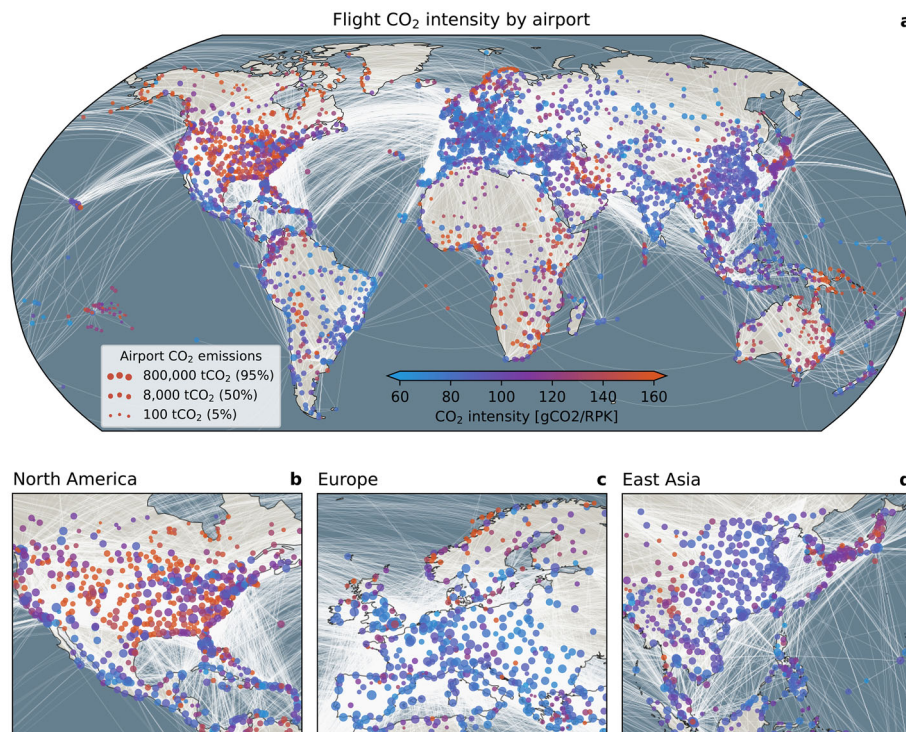 Flight CO₂ intensity by airport
a
Airport CO₂ emissions
800,000 tCO₂ (95%)
8,000 tCO₂ (50%)
100 tCO₂ (5%)
60 80 100 120 140 160
CO₂ intensity [gCO2/RPK]
North America b
Europe c
East Asia d